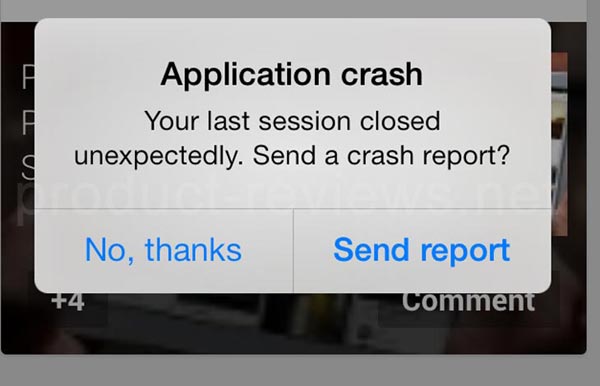 Application crash
Your last session closed
unexpectedly. Send a crash report?
product-reviews.net
No, thanks
Send report
+4
Comment